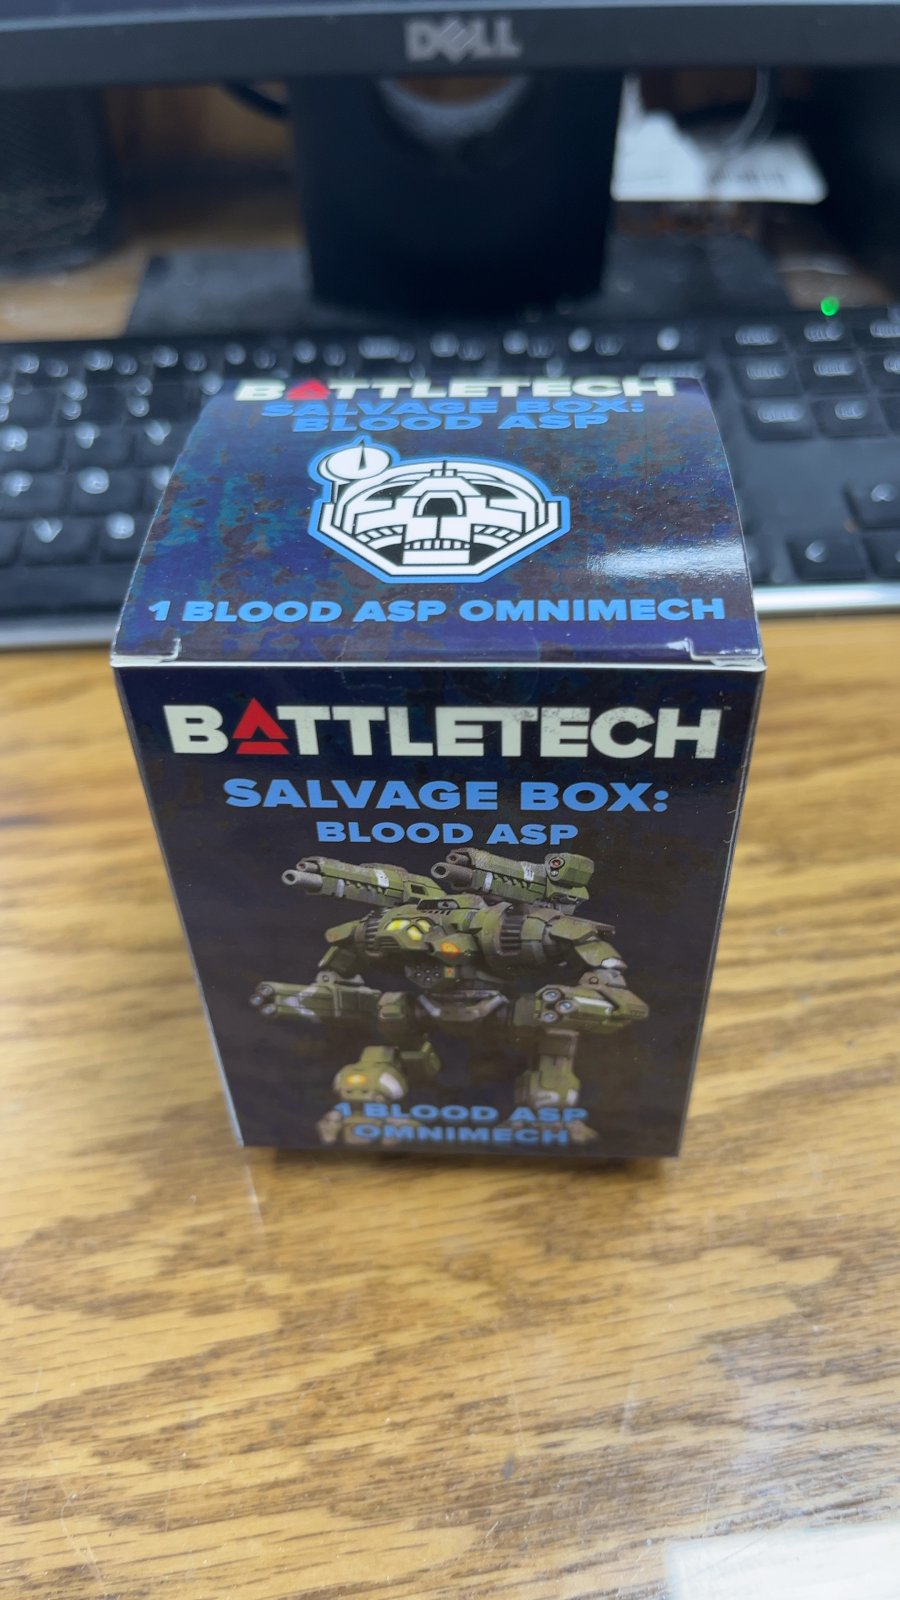 DELL
BATTLETECH
SALVAGE BOX:
BLOOD ASP
1 BLOOD ASP OMNIMECH
BATTLETECH
SALVAGE BOX:
BLOOD ASP
21
1 BLOOD ASP
OMNIMECH